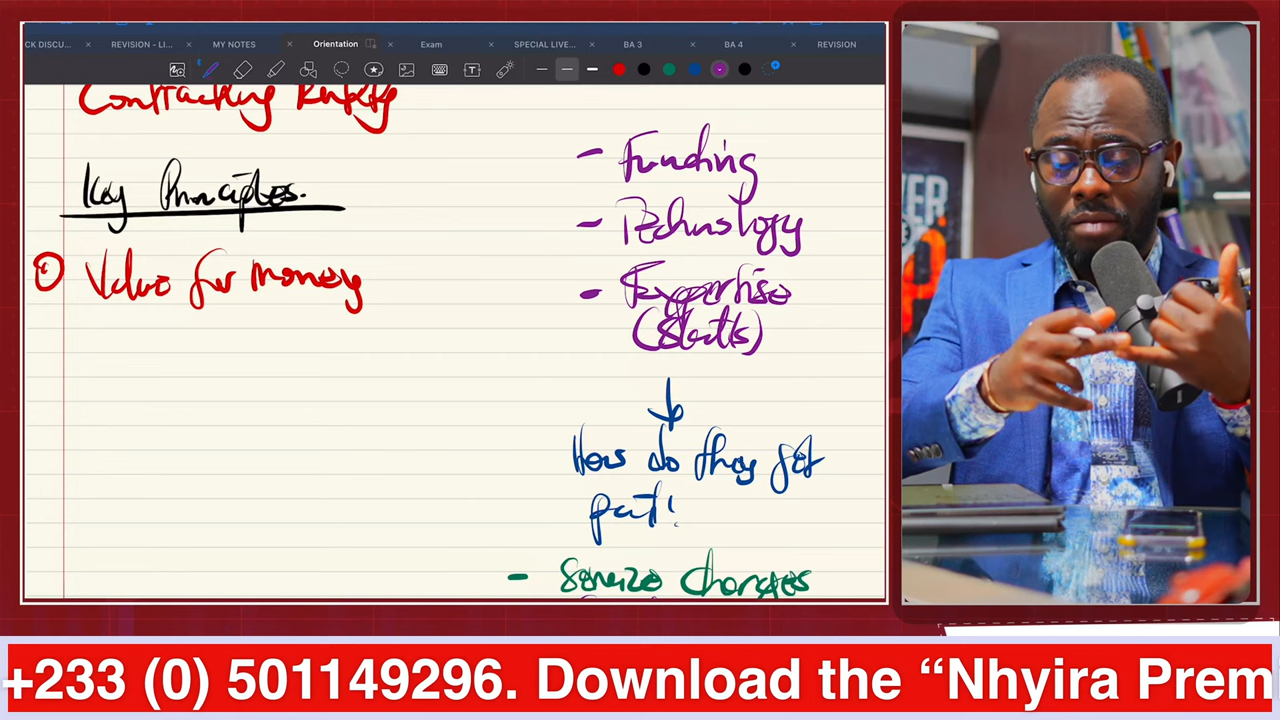 CK DISCU...
REVISION - LI...
MY NOTES
Orientation
Exam
SPECIAL LIVE...
BA 3
BA 4
REVISION
Contracting Entity
Key Principles.
① Value for money
- Funding
- Technology
- Expertise
(Skills)
How do they get
paid?
- Service Charges
+233 (0) 501149296. Download the “Nhyira Prem